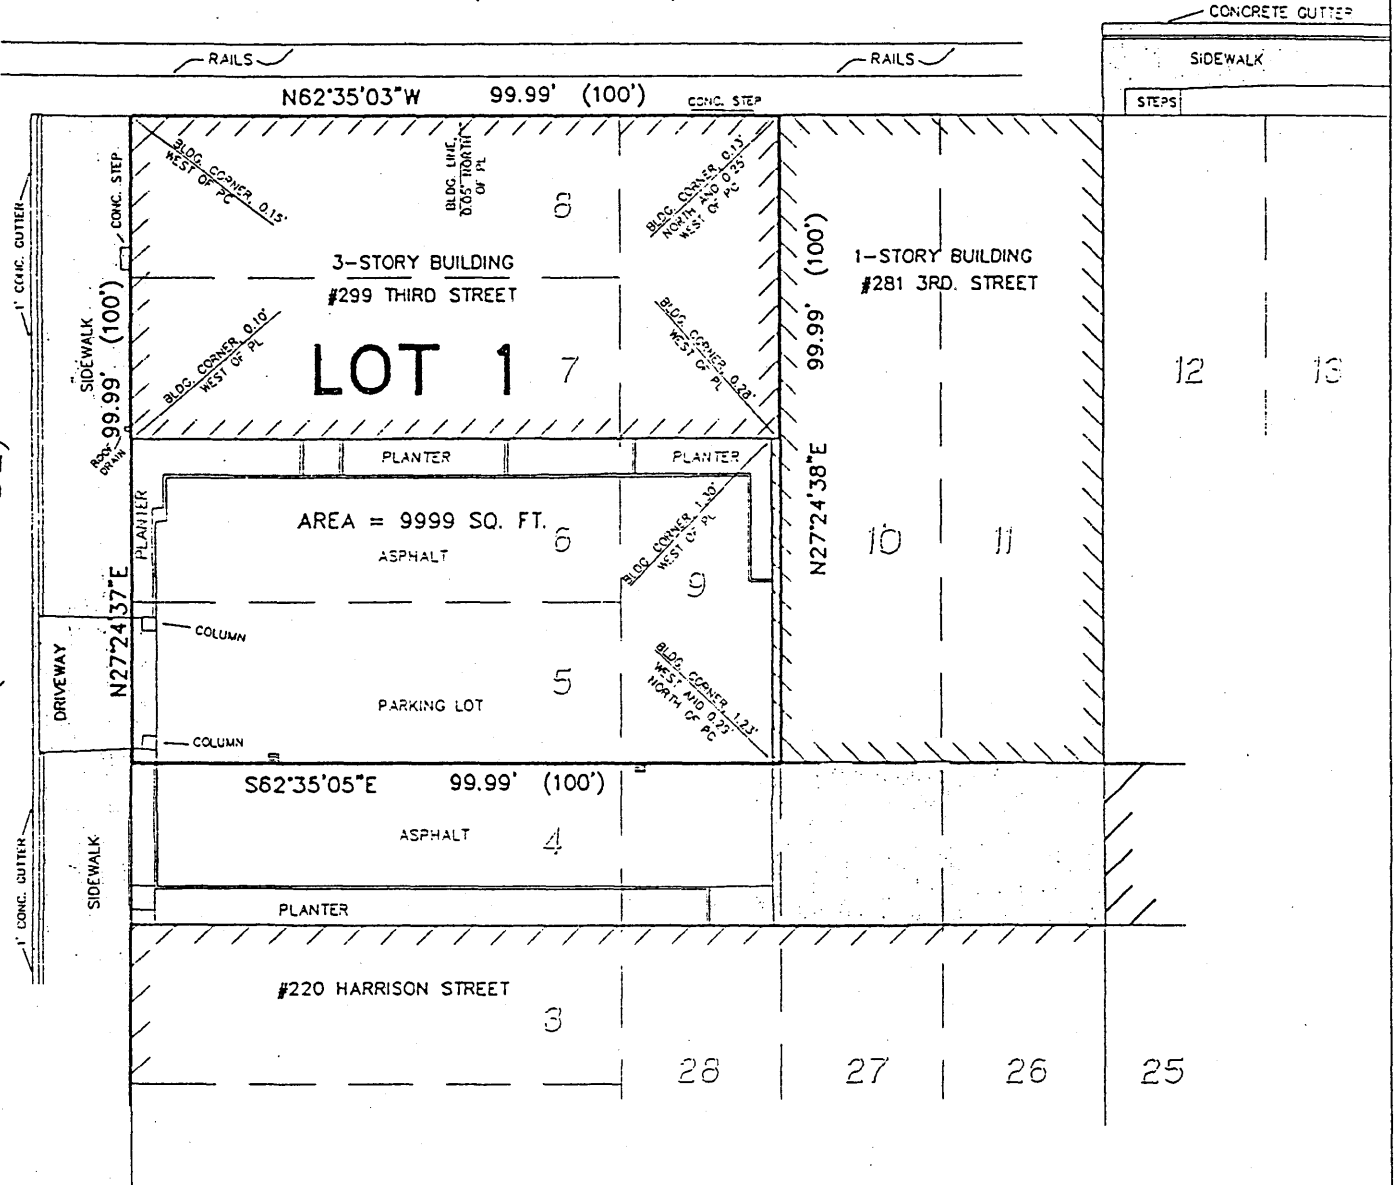 CONCRETE GUTTER
RAILS
RAILS
SIDEWALK
N62°35'03"W 99.99' (100')
CONC. STEP
STEPS
1' CONC. GUTTER
SIDEWALK
CONC. STEP
BLDG. CORNER, 0.15'
WEST OF PC
BLDG. LINE,
0.05' NORTH
OF PL
8
BLDG. CORNER, 0.13'
NORTH AND 0.25'
WEST OF PC
3-STORY BUILDING
#299 THIRD STREET
1-STORY BUILDING
#281 3RD. STREET
N27°24'37"E 99.99' (100')
BLDG. CORNER, 0.10'
WEST OF PL
LOT 1
7
BLDG. CORNER, 0.28'
WEST OF PL
N27°24'38"E 99.99' (100')
12
13
ROOF
DRAIN
PLANTER
PLANTER
PLANTER
AREA = 9999 SQ. FT.
ASPHALT
6
BLDG. CORNER, 1.30'
WEST OF PL
9
10
11
COLUMN
DRIVEWAY
5
PARKING LOT
BLDG. CORNER, 1.23'
WEST AND 0.29'
NORTH OF PC
COLUMN
S62°35'05"E 99.99' (100')
1' CONC. GUTTER
SIDEWALK
ASPHALT
4
PLANTER
#220 HARRISON STREET
3
28
27
26
25